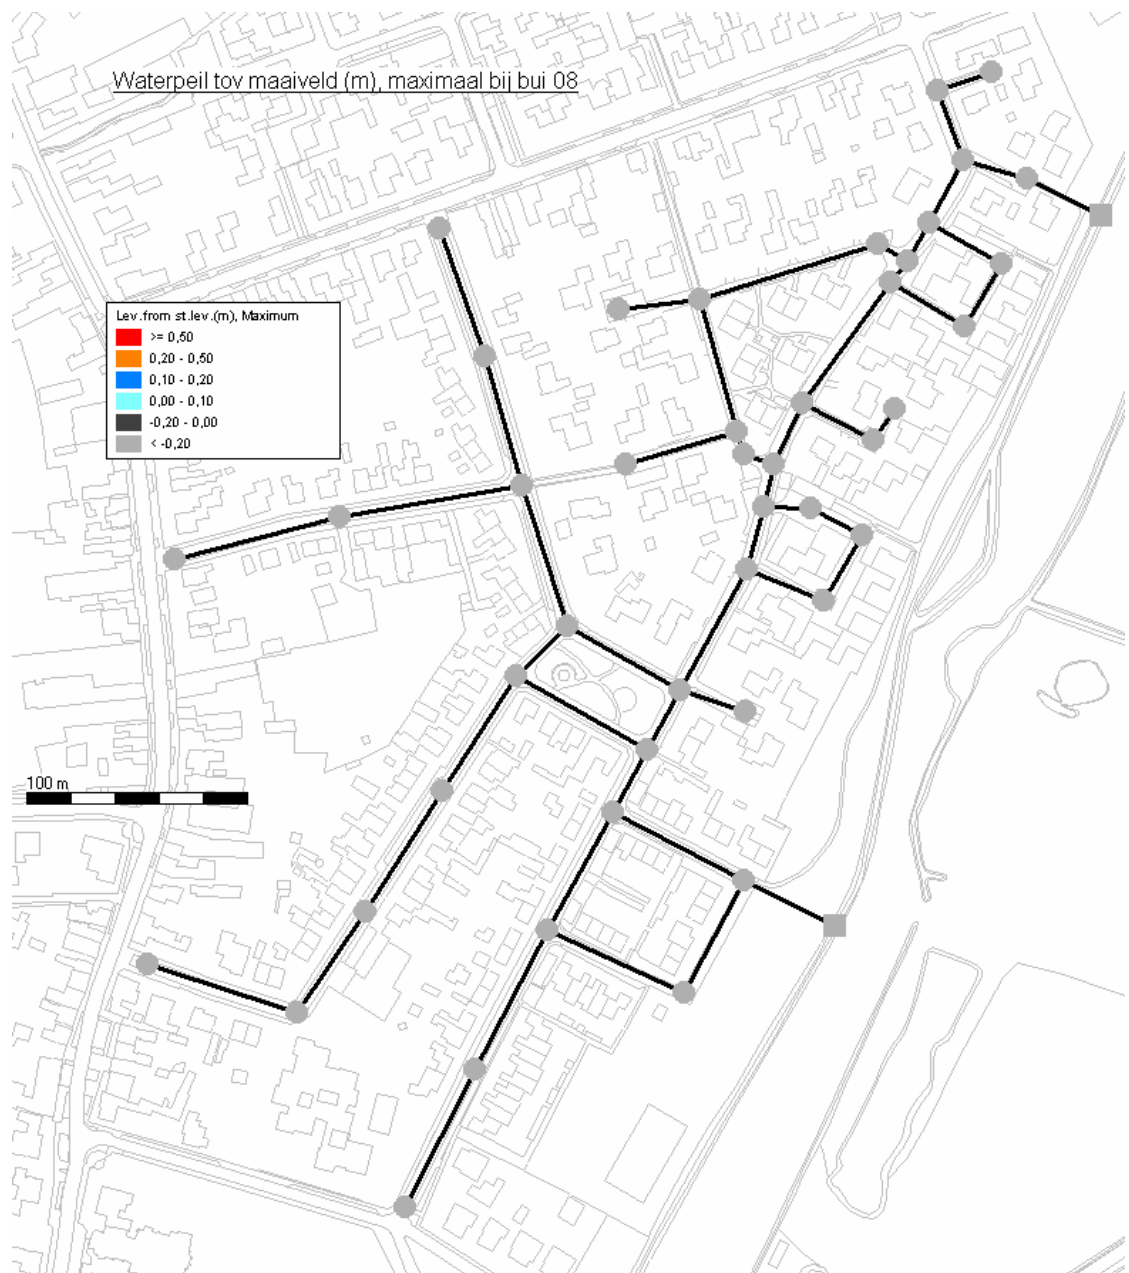 Waterpeil tov maaiveld (m), maximaal bij bui 08
Lev.from st.lev.(m), Maximum
>= 0,50
0,20 - 0,50
0,10 - 0,20
0,00 - 0,10
-0,20 - 0,00
< -0,20
100 m